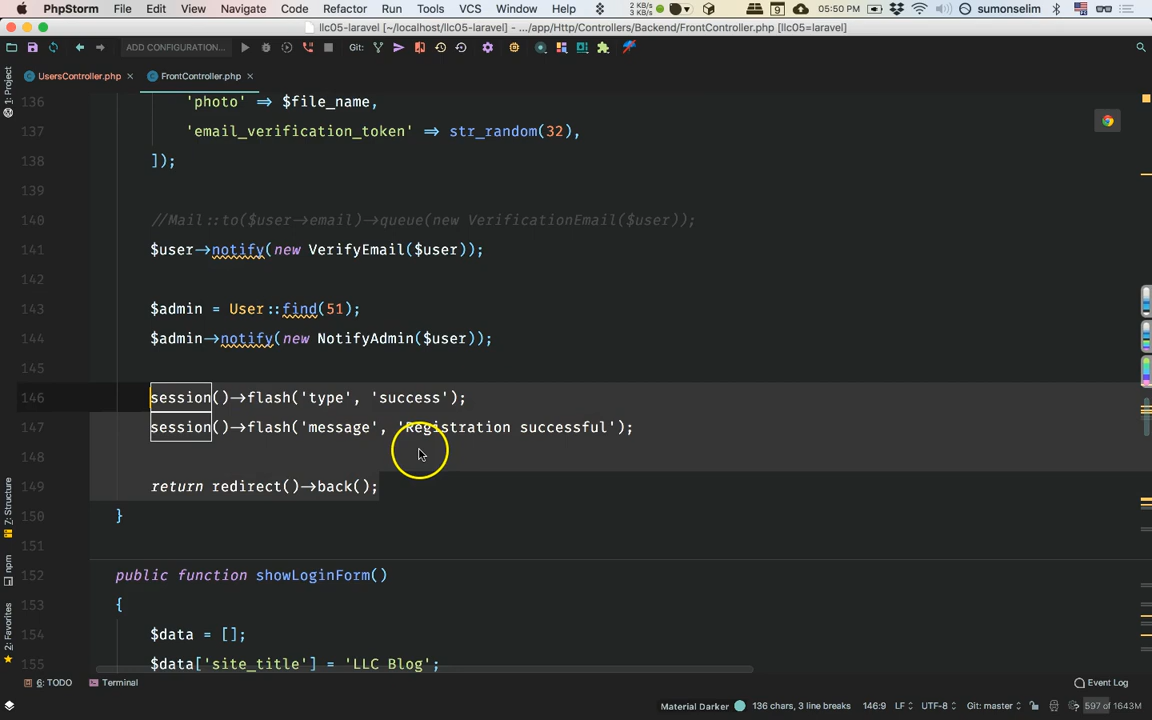 PhpStorm File Edit View Navigate Code Refactor Run Tools VCS Window Help 2 KB/s 3 KB/s 9 05:50 PM sumonselim
llc05-laravel [~/localhost/llc05-laravel] - .../app/Http/Controllers/Backend/FrontController.php [llc05=laravel]
ADD CONFIGURATION... Git:
UsersController.php FrontController.php
1: Project
136 'photo' => $file_name,
137 'email_verification_token' => str_random(32),
138 ]);
139
140 //Mail::to($user->email)->queue(new VerificationEmail($user));
141 $user->notify(new VerifyEmail($user));
142
143 $admin = User::find(51);
144 $admin->notify(new NotifyAdmin($user));
145
146 session()->flash('type', 'success');
147 session()->flash('message', 'Registration successful');
148
149 return redirect()->back();
150 }
151
152 public function showLoginForm()
153 {
154 $data = [];
155 $data['site_title'] = 'LLC Blog';
7: Structure
npm
2: Favorites
6: TODO Terminal Event Log
Material Darker 136 chars, 3 line breaks 146:9 LF UTF-8 Git: master 597 of 1643M